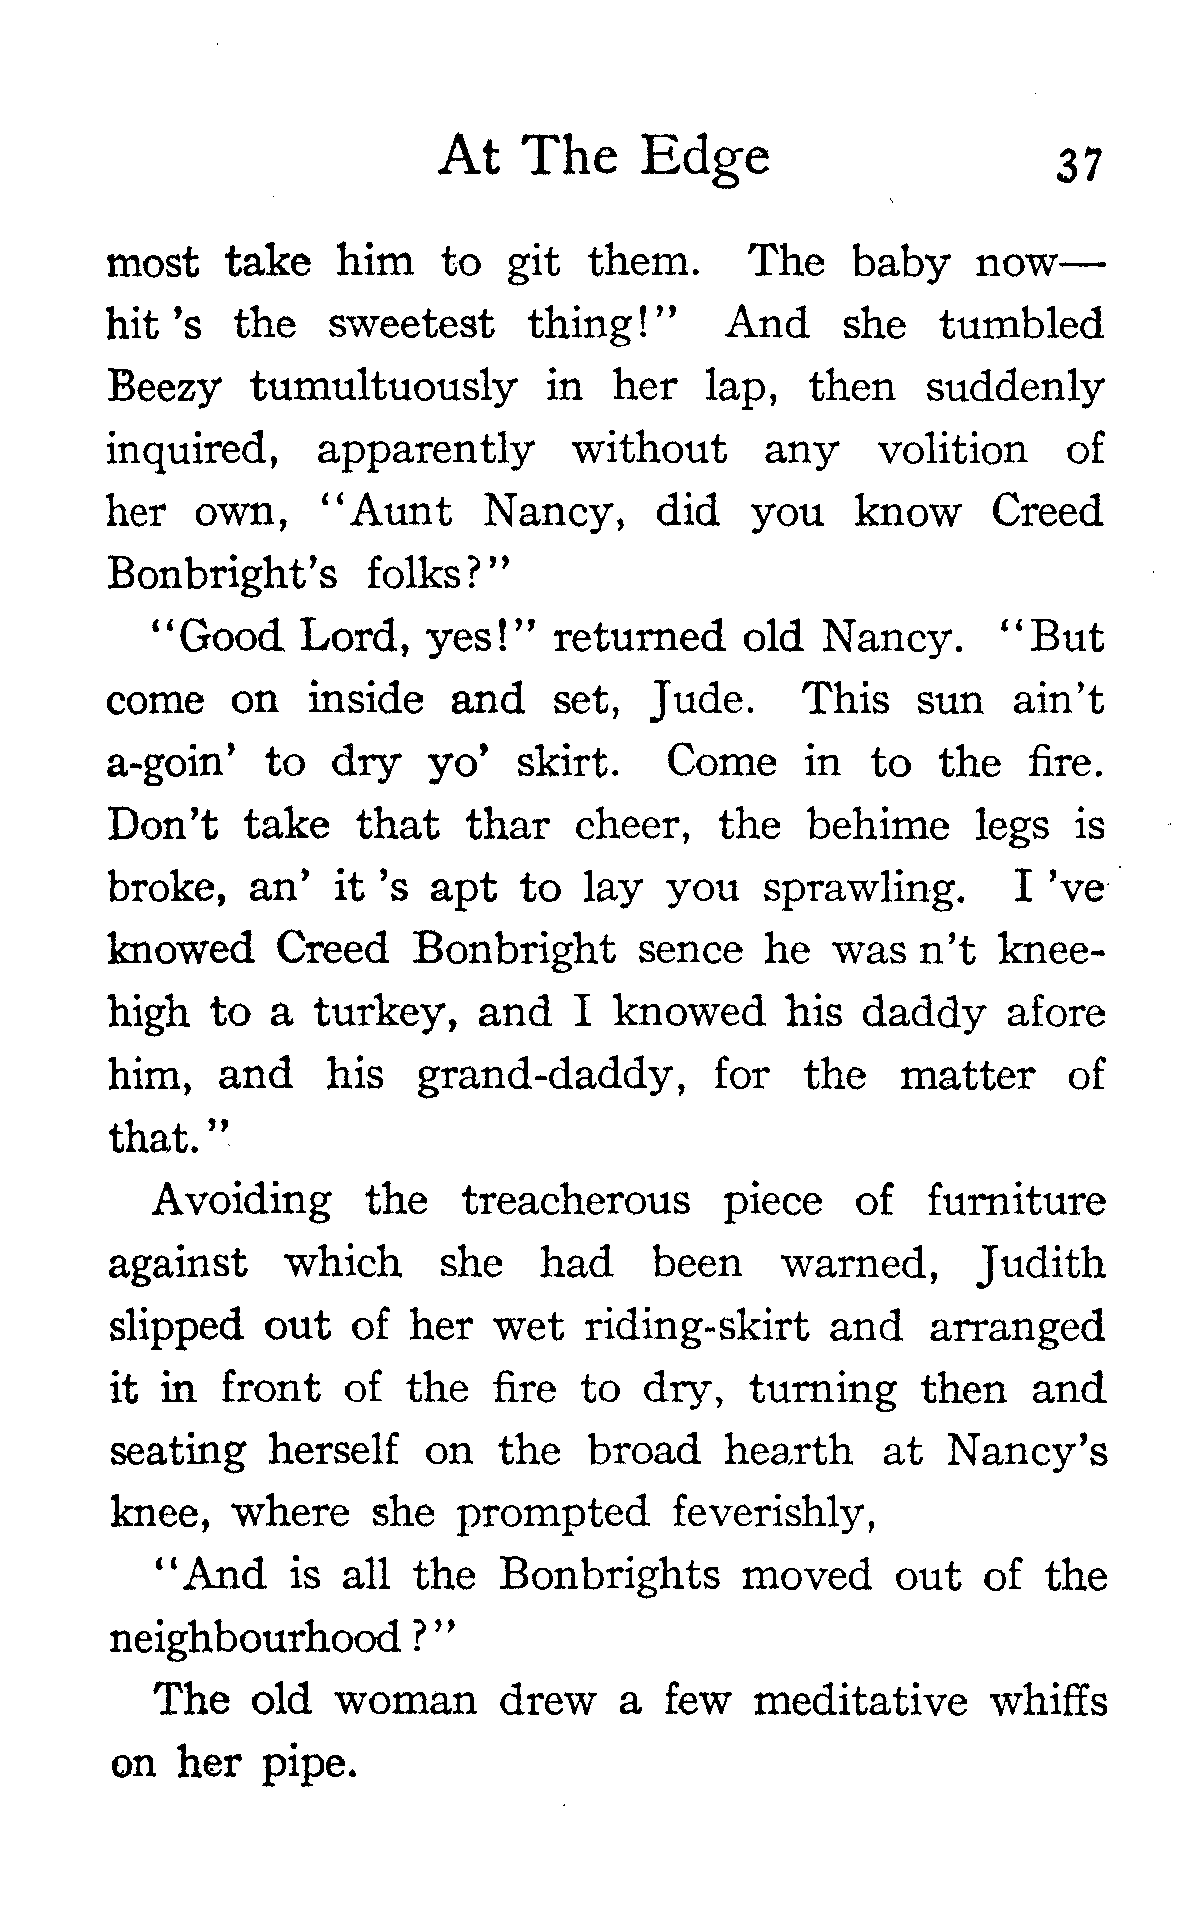 At The Edge 37
most take him to git them. The baby now—
hit 's the sweetest thing!" And she tumbled
Beezy tumultuously in her lap, then suddenly
inquired, apparently without any volition of
her own, "Aunt Nancy, did you know Creed
Bonbright's folks?"
"Good Lord, yes!" returned old Nancy. "But
come on inside and set, Jude. This sun ain't
a-goin' to dry yo' skirt. Come in to the fire.
Don't take that thar cheer, the behime legs is
broke, an' it 's apt to lay you sprawling. I 've
knowed Creed Bonbright sence he was n't knee-
high to a turkey, and I knowed his daddy afore
him, and his grand-daddy, for the matter of
that."
Avoiding the treacherous piece of furniture
against which she had been warned, Judith
slipped out of her wet riding-skirt and arranged
it in front of the fire to dry, turning then and
seating herself on the broad hearth at Nancy's
knee, where she prompted feverishly,
"And is all the Bonbrights moved out of the
neighbourhood?"
The old woman drew a few meditative whiffs
on her pipe.